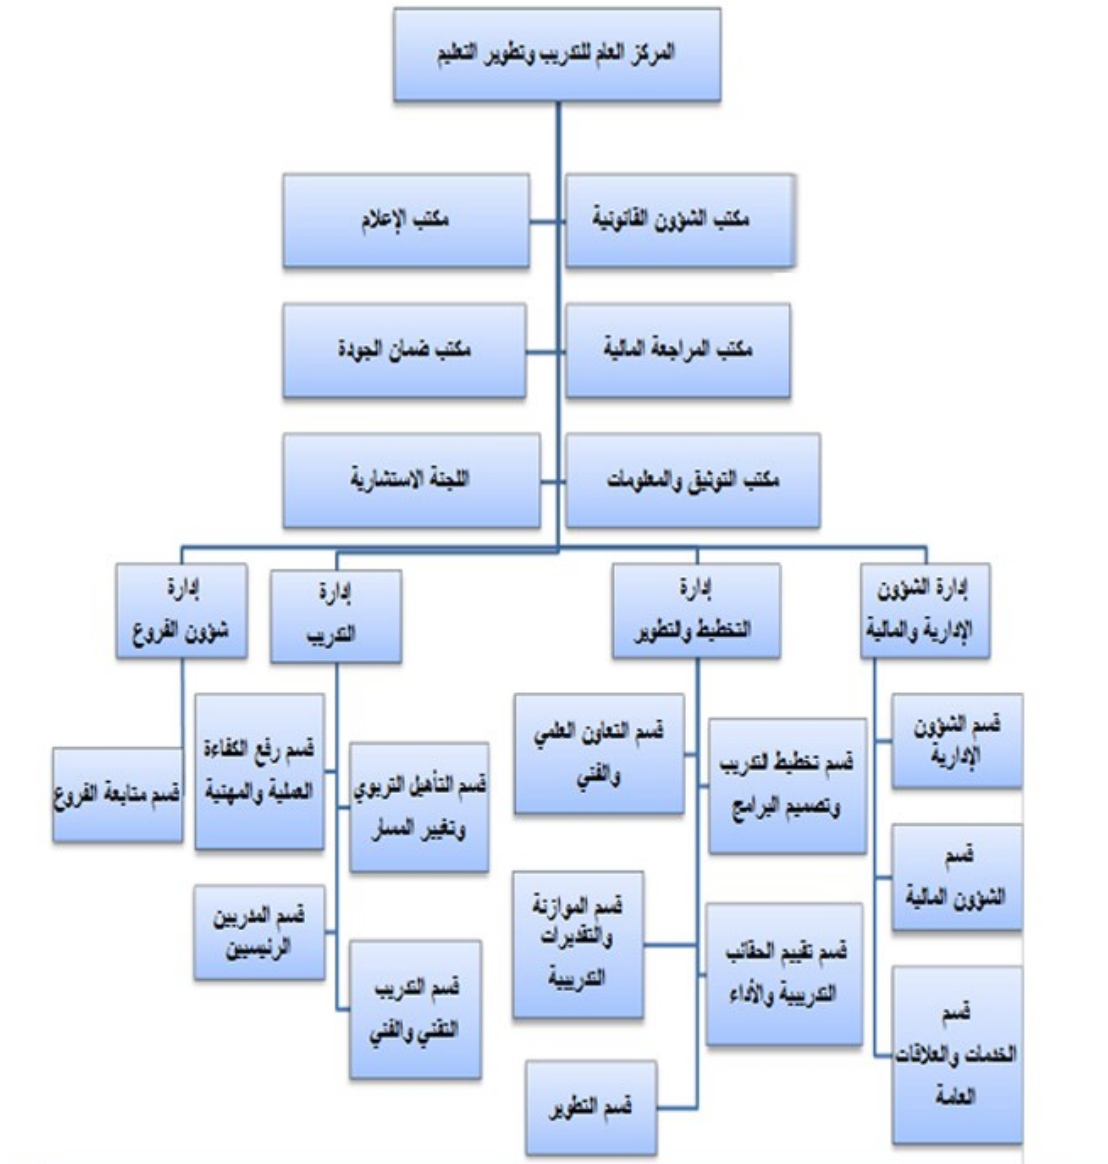 المركز العام للتدريب وتطوير التعليم
مكتب الشؤون القانونية
مكتب الإعلام
مكتب المراجعة المالية
مكتب ضمان الجودة
مكتب التوثيق والمعلومات
اللجنة الاستشارية
إدارة الشؤون
الإدارية والمالية
إدارة
التخطيط والتطوير
إدارة
التدريب
إدارة
شؤون الفروع
قسم الشؤون
الإدارية
قسم
الشؤون المالية
قسم
الخدمات والعلاقات
العامة
قسم تخطيط التدريب
وتصميم البرامج
قسم التعاون العلمي
والفني
قسم تقييم الحقائب
التدريبية والأداء
قسم الموازنة
والتقديرات
التدريبية
قسم التطوير
قسم التأهيل التربوي
وتغيير المسار
قسم رفع الكفاءة
العملية والمهنية
قسم التدريب
التقني والفني
قسم المدربين
الرئيسيين
قسم متابعة الفروع